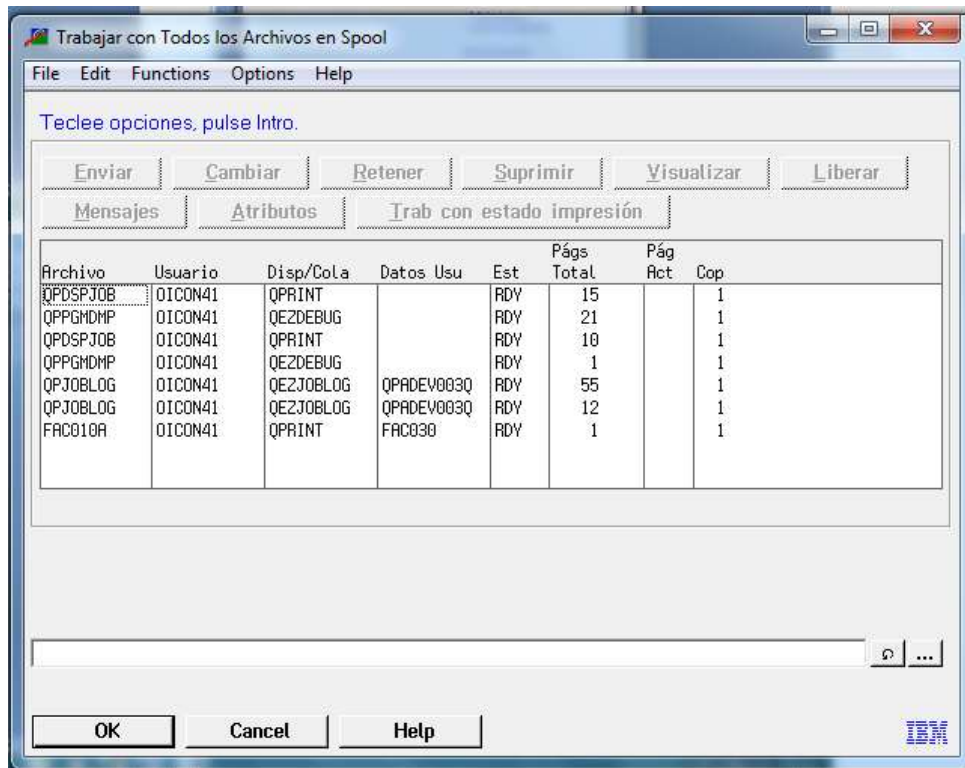 Trabajar con Todos los Archivos en Spool
File Edit Functions Options Help
Teclee opciones, pulse Intro.
Enviar Cambiar Retener Suprimir Visualizar Liberar
Mensajes Atributos Trab con estado impresión
Págs Pág
Archivo Usuario Disp/Cola Datos Usu Est Total Act Cop
QPDSPJOB OICON41 QPRINT RDY 15 1
QPPGMDMP OICON41 QEZDEBUG RDY 21 1
QPDSPJOB OICON41 QPRINT RDY 10 1
QPPGMDMP OICON41 QEZDEBUG RDY 1 1
QPJOBLOG OICON41 QEZJOBLOG QPADEV003Q RDY 55 1
QPJOBLOG OICON41 QEZJOBLOG QPADEV003Q RDY 12 1
FAC010A OICON41 QPRINT FAC030 RDY 1 1
...
OK Cancel Help IBM